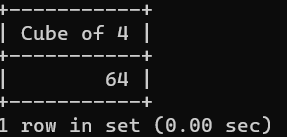 +-----------+
| Cube of 4 |
+-----------+
|        64 |
+-----------+
1 row in set (0.00 sec)